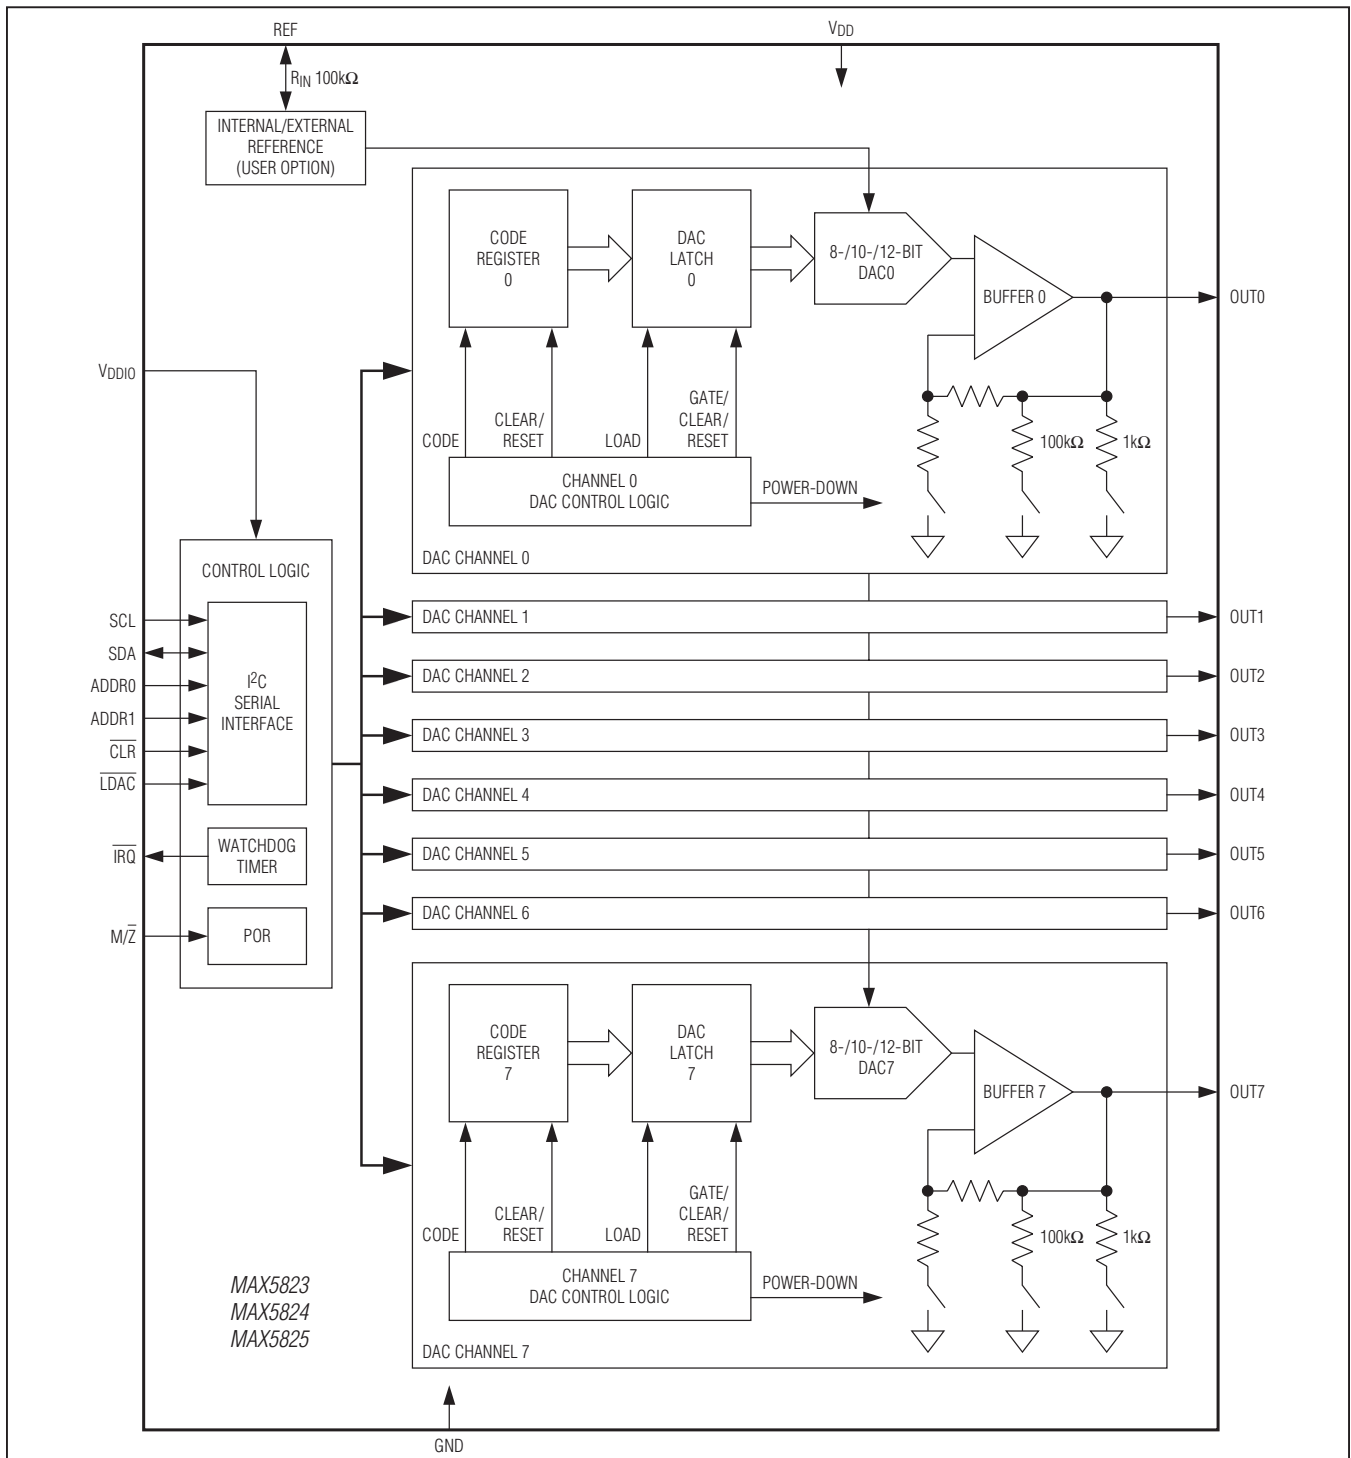 REF
VDD
RIN 100kΩ
INTERNAL/EXTERNAL
REFERENCE
(USER OPTION)
CODE
REGISTER
0
DAC
LATCH
0
8-/10-/12-BIT
DAC0
BUFFER 0
OUT0
VDDIO
CODE
CLEAR/
RESET
LOAD
GATE/
CLEAR/
RESET
100kΩ
1kΩ
CHANNEL 0
DAC CONTROL LOGIC
POWER-DOWN
DAC CHANNEL 0
CONTROL LOGIC
SCL
SDA
ADDR0
ADDR1
C̅L̅R̅
L̅D̅A̅C̅
I²C
SERIAL
INTERFACE
I̅R̅Q̅
WATCHDOG
TIMER
M/Z̅
POR
DAC CHANNEL 1
OUT1
DAC CHANNEL 2
OUT2
DAC CHANNEL 3
OUT3
DAC CHANNEL 4
OUT4
DAC CHANNEL 5
OUT5
DAC CHANNEL 6
OUT6
CODE
REGISTER
7
DAC
LATCH
7
8-/10-/12-BIT
DAC7
BUFFER 7
OUT7
CODE
CLEAR/
RESET
LOAD
GATE/
CLEAR/
RESET
100kΩ
1kΩ
CHANNEL 7
DAC CONTROL LOGIC
POWER-DOWN
DAC CHANNEL 7
MAX5823
MAX5824
MAX5825
GND